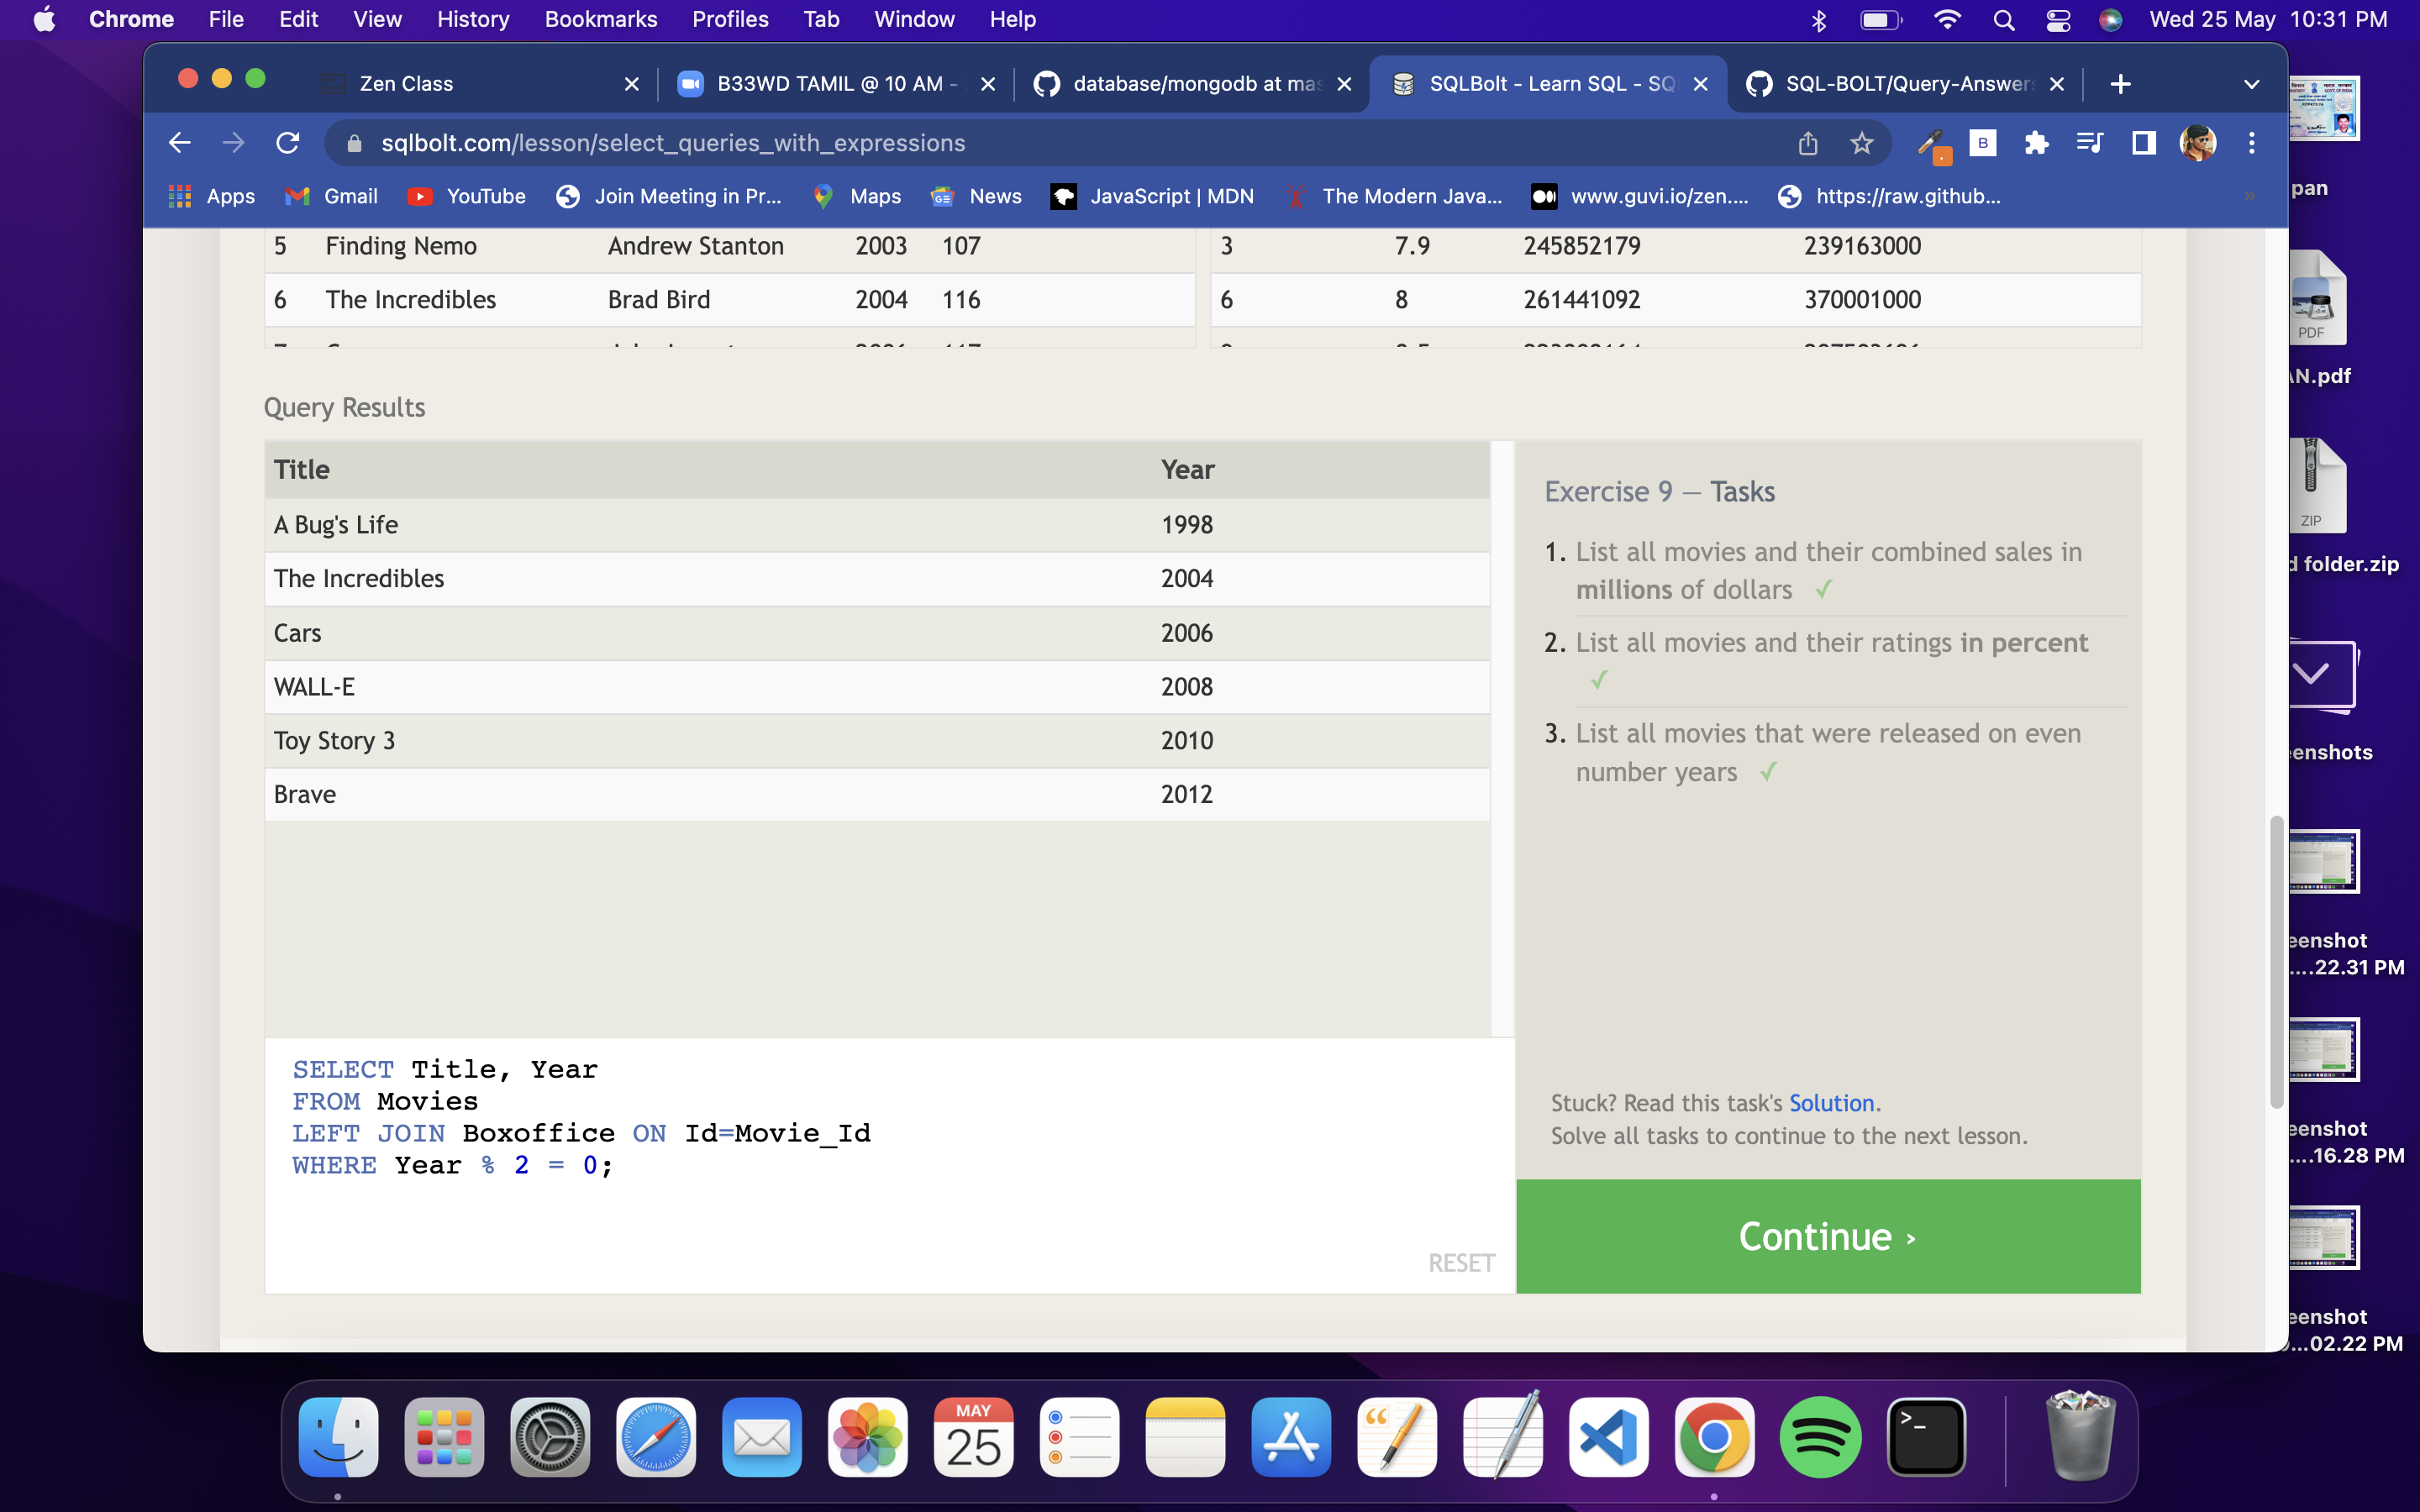 Chrome File Edit View History Bookmarks Profiles Tab Window Help Wed 25 May 10:31 PM
Zen Class B33WD TAMIL @ 10 AM - database/mongodb at mas SQLBolt - Learn SQL - SQ SQL-BOLT/Query-Answer
sqlbolt.com/lesson/select_queries_with_expressions
Apps Gmail YouTube Join Meeting in Pr... Maps News JavaScript | MDN The Modern Java... www.guvi.io/zen.... https://raw.github... »
5 Finding Nemo Andrew Stanton 2003 107 3 7.9 245852179 239163000
6 The Incredibles Brad Bird 2004 116 6 8 261441092 370001000
Query Results
Title Year
A Bug's Life 1998
The Incredibles 2004
Cars 2006
WALL-E 2008
Toy Story 3 2010
Brave 2012
Exercise 9 — Tasks
1. List all movies and their combined sales in
millions of dollars ✓
2. List all movies and their ratings in percent
✓
3. List all movies that were released on even
number years ✓
SELECT Title, Year
FROM Movies
LEFT JOIN Boxoffice ON Id=Movie_Id
WHERE Year % 2 = 0;
RESET
Stuck? Read this task's Solution.
Solve all tasks to continue to the next lesson.
Continue ›
pan
PDF
AN.pdf
ZIP
d folder.zip
eenshots
eenshot
....22.31 PM
eenshot
....16.28 PM
eenshot
...02.22 PM
MAY
25